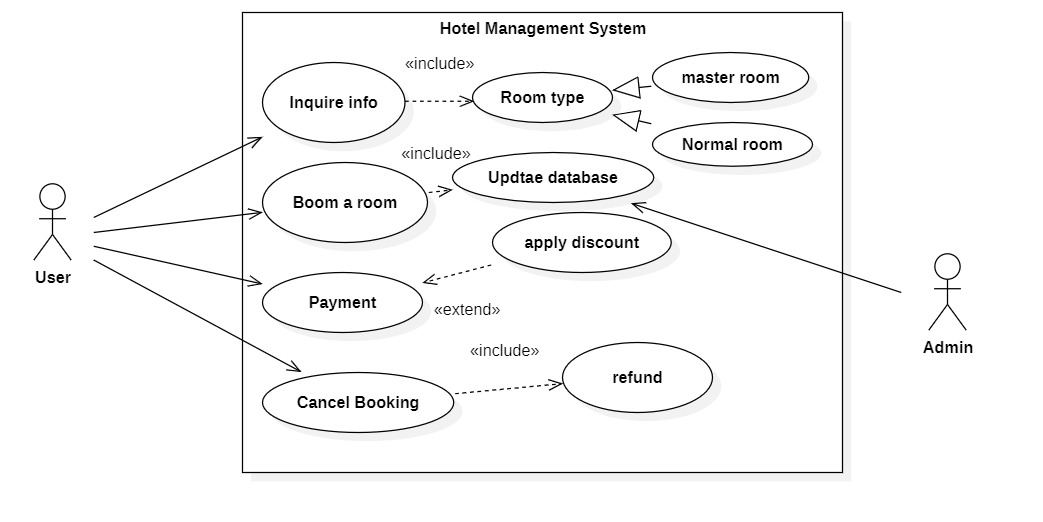 Hotel Management System
«include»
master room
Inquire info
Room type
Normal room
«include»
Updtae database
Boom a room
apply discount
User
Payment
«extend»
Admin
«include»
refund
Cancel Booking